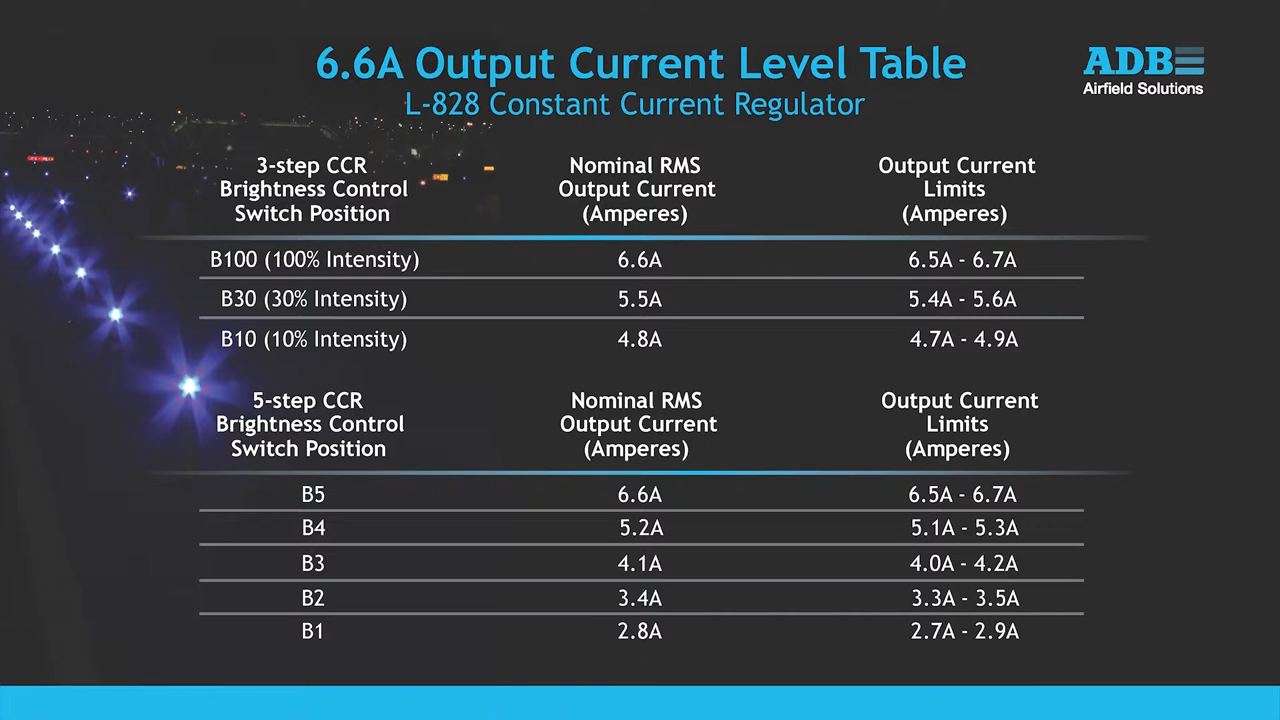 6.6A Output Current Level Table
L-828 Constant Current Regulator
ADB
Airfield Solutions
3-step CCR
Brightness Control
Switch Position
Nominal RMS
Output Current
(Amperes)
Output Current
Limits
(Amperes)
B100 (100% Intensity) 6.6A 6.5A - 6.7A
B30 (30% Intensity) 5.5A 5.4A - 5.6A
B10 (10% Intensity) 4.8A 4.7A - 4.9A
5-step CCR
Brightness Control
Switch Position
Nominal RMS
Output Current
(Amperes)
Output Current
Limits
(Amperes)
B5 6.6A 6.5A - 6.7A
B4 5.2A 5.1A - 5.3A
B3 4.1A 4.0A - 4.2A
B2 3.4A 3.3A - 3.5A
B1 2.8A 2.7A - 2.9A